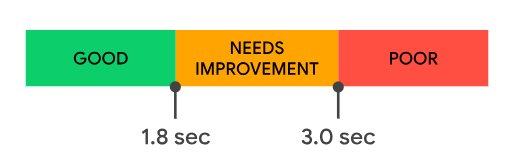 GOOD
NEEDS
IMPROVEMENT
POOR
1.8 sec
3.0 sec